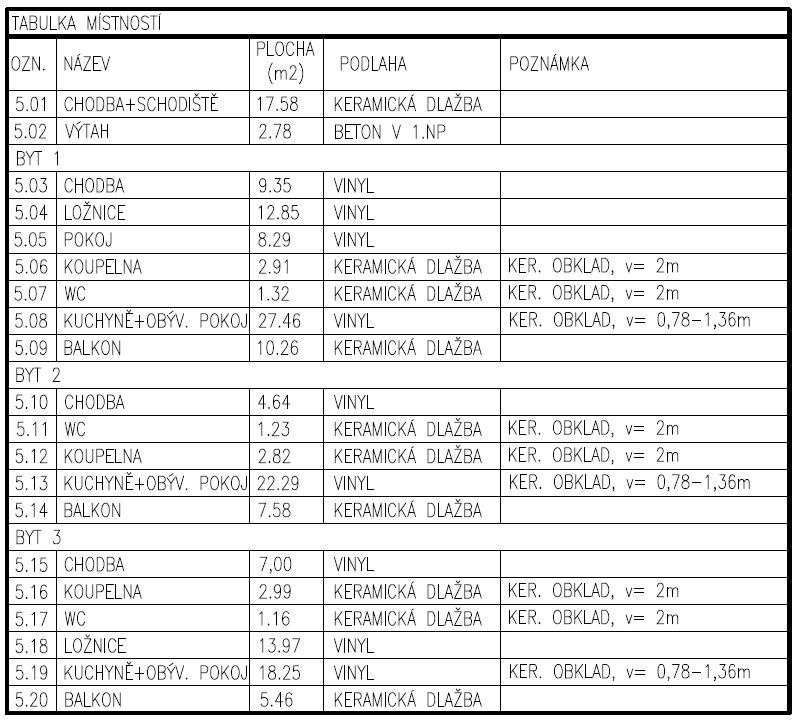 TABULKA MÍSTNOSTÍ
OZN. NÁZEV PLOCHA (m2) PODLAHA POZNÁMKA
5.01 CHODBA+SCHODIŠTĚ 17.58 KERAMICKÁ DLAŽBA
5.02 VÝTAH 2.78 BETON V 1.NP
BYT 1
5.03 CHODBA 9.35 VINYL
5.04 LOŽNICE 12.85 VINYL
5.05 POKOJ 8.29 VINYL
5.06 KOUPELNA 2.91 KERAMICKÁ DLAŽBA KER. OBKLAD, v= 2m
5.07 WC 1.32 KERAMICKÁ DLAŽBA KER. OBKLAD, v= 2m
5.08 KUCHYNĚ+OBÝV. POKOJ 27.46 VINYL KER. OBKLAD, v= 0,78-1,36m
5.09 BALKON 10.26 KERAMICKÁ DLAŽBA
BYT 2
5.10 CHODBA 4.64 VINYL
5.11 WC 1.23 KERAMICKÁ DLAŽBA KER. OBKLAD, v= 2m
5.12 KOUPELNA 2.82 KERAMICKÁ DLAŽBA KER. OBKLAD, v= 2m
5.13 KUCHYNĚ+OBÝV. POKOJ 22.29 VINYL KER. OBKLAD, v= 0,78-1,36m
5.14 BALKON 7.58 KERAMICKÁ DLAŽBA
BYT 3
5.15 CHODBA 7,00 VINYL
5.16 KOUPELNA 2.99 KERAMICKÁ DLAŽBA KER. OBKLAD, v= 2m
5.17 WC 1.16 KERAMICKÁ DLAŽBA KER. OBKLAD, v= 2m
5.18 LOŽNICE 13.97 VINYL
5.19 KUCHYNĚ+OBÝV. POKOJ 18.25 VINYL KER. OBKLAD, v= 0,78-1,36m
5.20 BALKON 5.46 KERAMICKÁ DLAŽBA